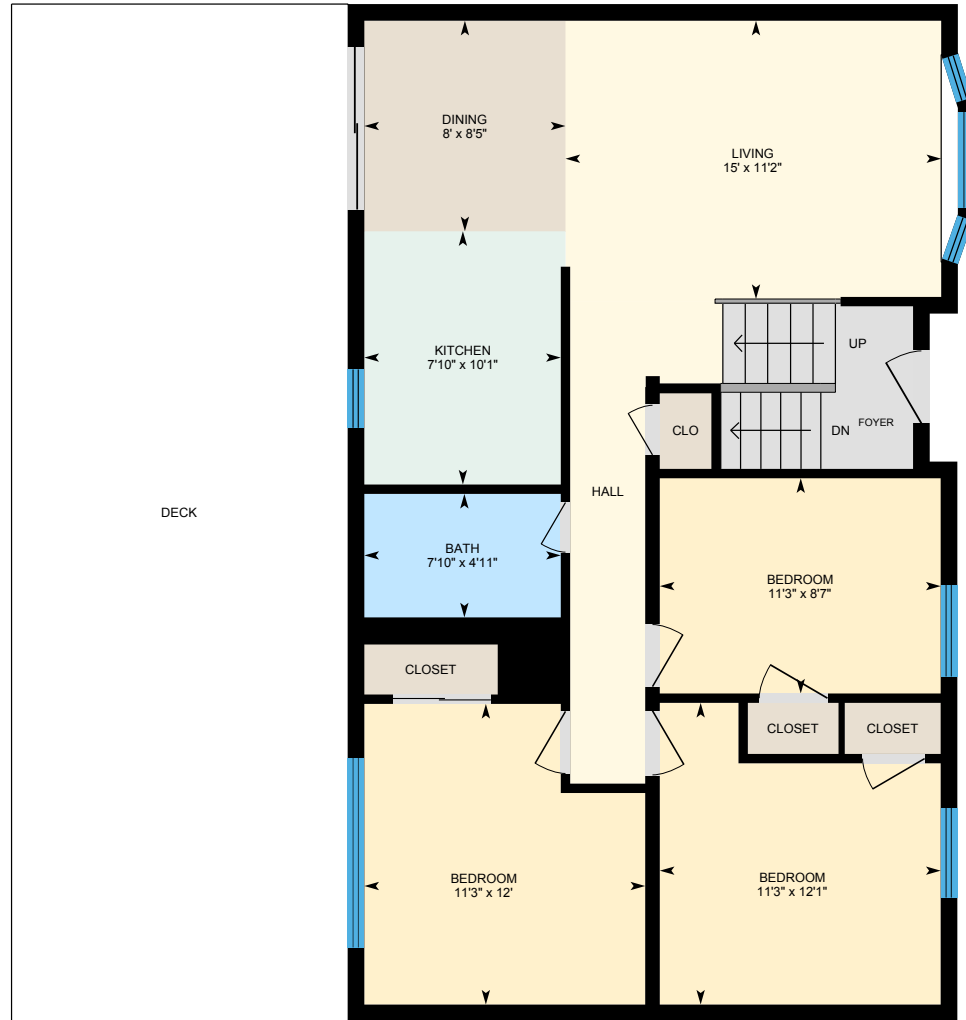 DINING
8' x 8'5"
LIVING
15' x 11'2"
KITCHEN
7'10" x 10'1"
UP
CLO
DN
FOYER
HALL
DECK
BATH
7'10" x 4'11"
BEDROOM
11'3" x 8'7"
CLOSET
CLOSET
CLOSET
BEDROOM
11'3" x 12'
BEDROOM
11'3" x 12'1"